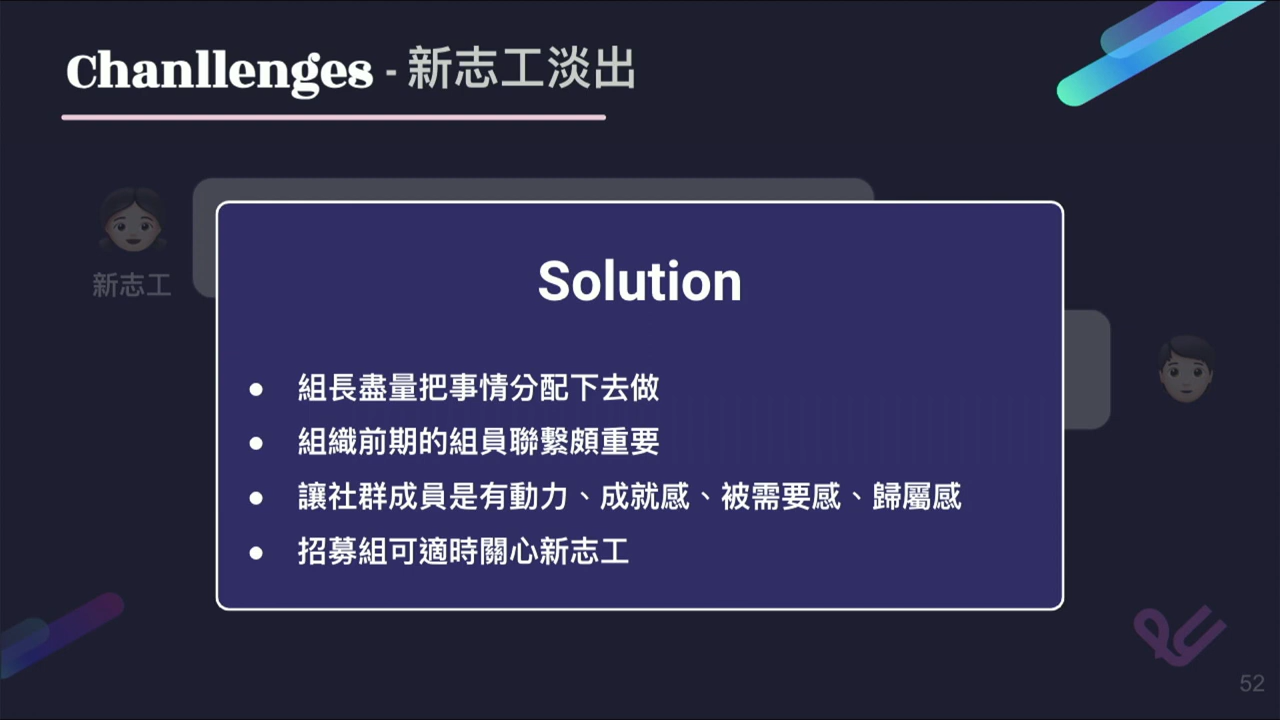 Chanllenges - 新志工淡出
新志工
Solution
● 組長盡量把事情分配下去做
● 組織前期的組員聯繫頗重要
● 讓社群成員是有動力、成就感、被需要感、歸屬感
● 招募組可適時關心新志工
52